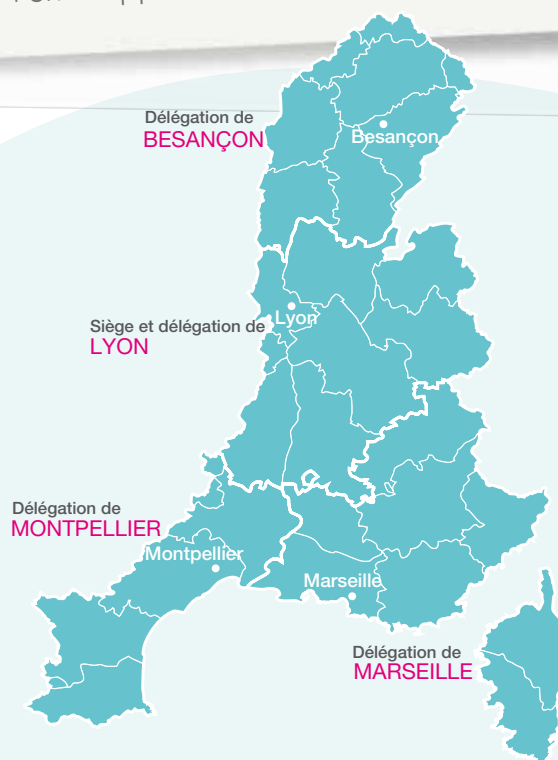 Délégation de
BESANÇON
Besançon
Siège et délégation de
LYON
Lyon
Délégation de
MONTPELLIER
Montpellier
Marseille
Délégation de
MARSEILLE